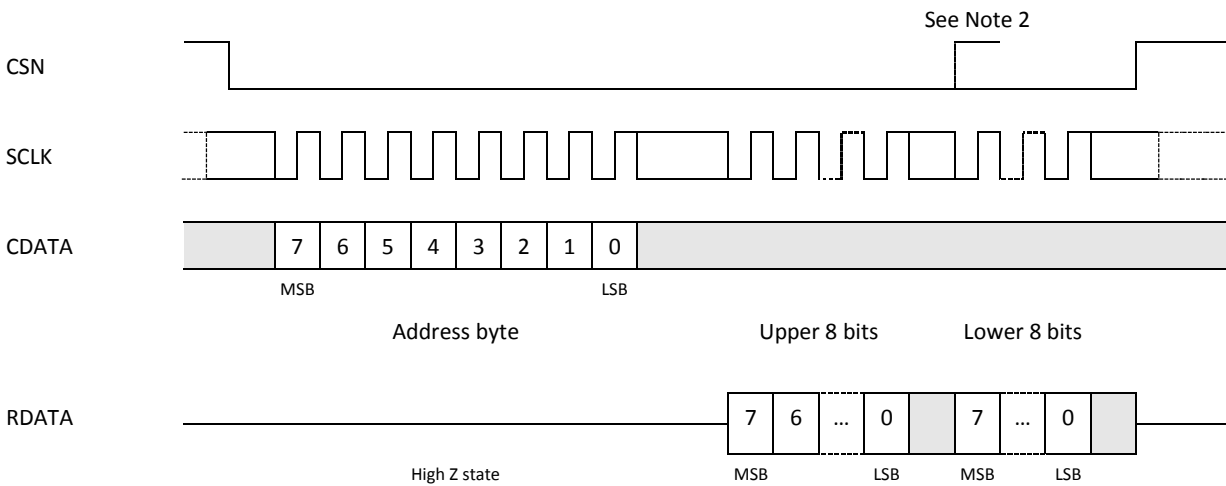 See Note 2
CSN
SCLK
CDATA
7 6 5 4 3 2 1 0
MSB LSB
Address byte Upper 8 bits Lower 8 bits
RDATA
7 6 ... 0 7 ... 0
High Z state MSB LSB MSB LSB